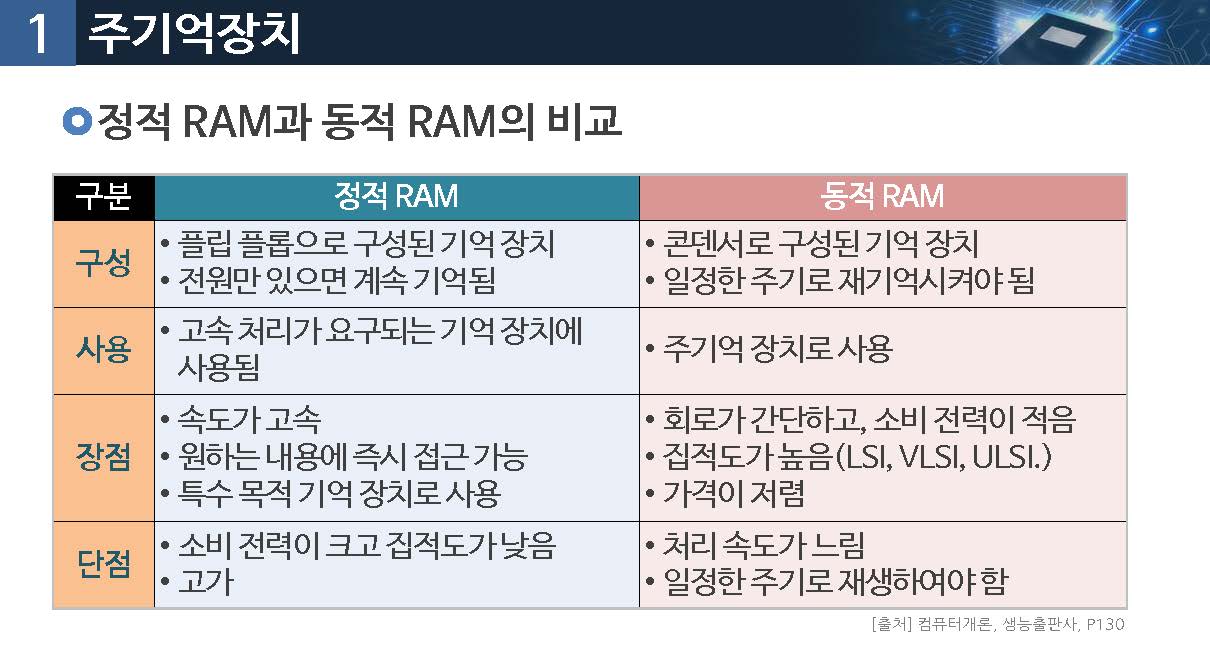 1 주기억장치
정적 RAM과 동적 RAM의 비교
구분 정적 RAM 동적 RAM
구성
• 플립 플롭으로 구성된 기억 장치
• 전원만 있으면 계속 기억됨
• 콘덴서로 구성된 기억 장치
• 일정한 주기로 재기억시켜야 됨
사용
• 고속 처리가 요구되는 기억 장치에
사용됨
• 주기억 장치로 사용
장점
• 속도가 고속
• 원하는 내용에 즉시 접근 가능
• 특수 목적 기억 장치로 사용
• 회로가 간단하고, 소비 전력이 적음
• 집적도가 높음(LSI, VLSI, ULSI.)
• 가격이 저렴
단점
• 소비 전력이 크고 집적도가 낮음
• 고가
• 처리 속도가 느림
• 일정한 주기로 재생하여야 함
[출처] 컴퓨터개론, 생능출판사, P130